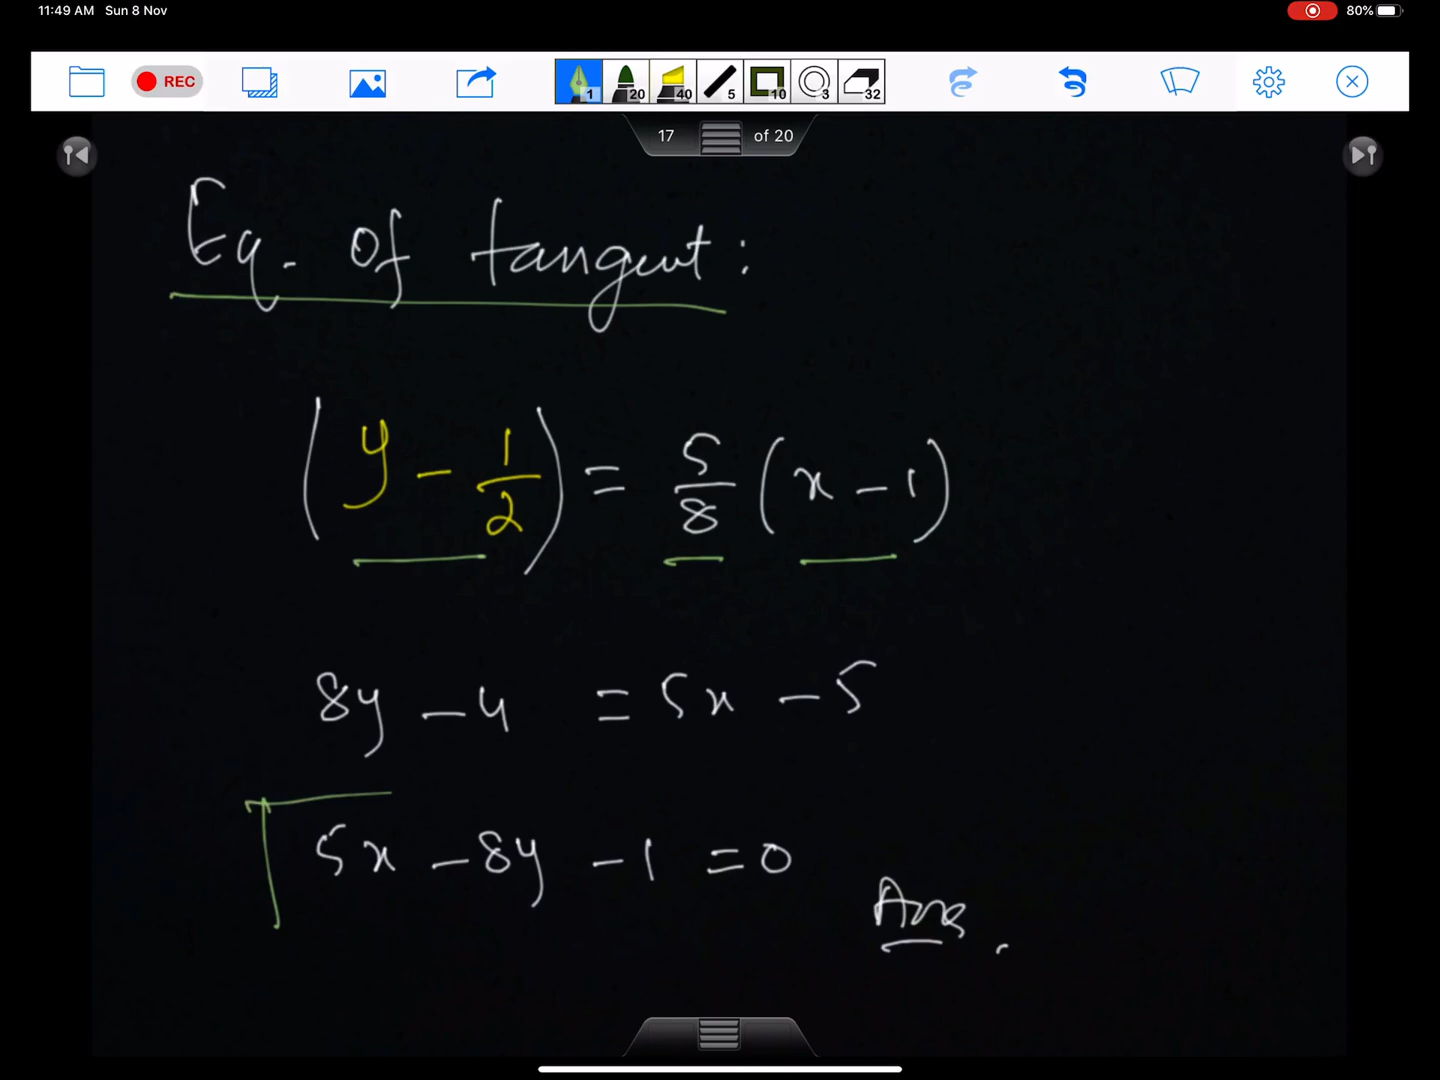 11:49 AM Sun 8 Nov 80%
REC 1 20 40 5 10 3 32
17 of 20
Eq. of tangent:
(y - 1/2) = 5/8 (x - 1)
8y - 4 = 5x - 5
5x - 8y - 1 = 0
Ans.